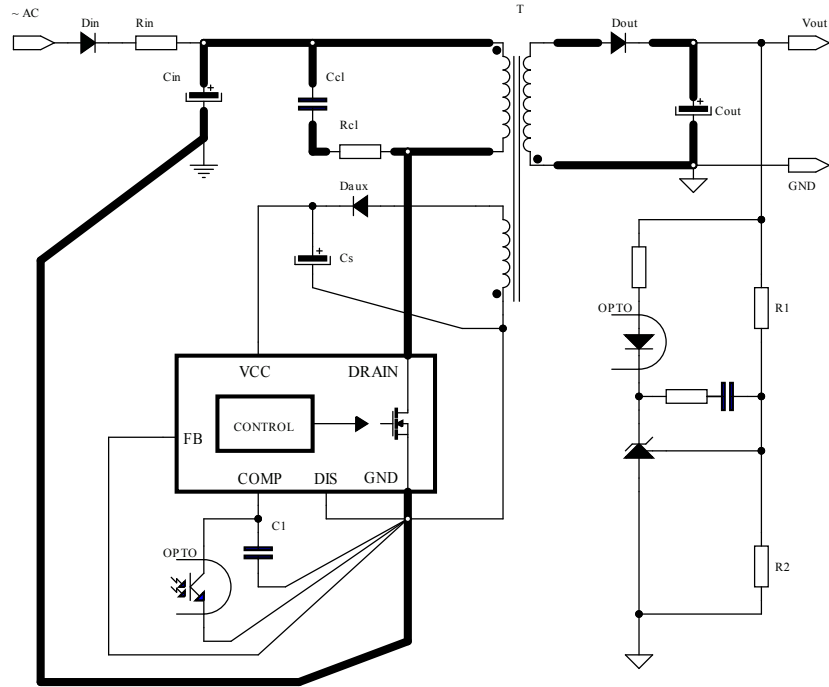 T
~ AC
Din
Rin
Dout
Vout
Cin
+
Ccl
+
Cout
Rcl
GND
Daux
+
Cs
OPTO
R1
VCC
DRAIN
CONTROL
FB
COMP
DIS
GND
C1
OPTO
R2